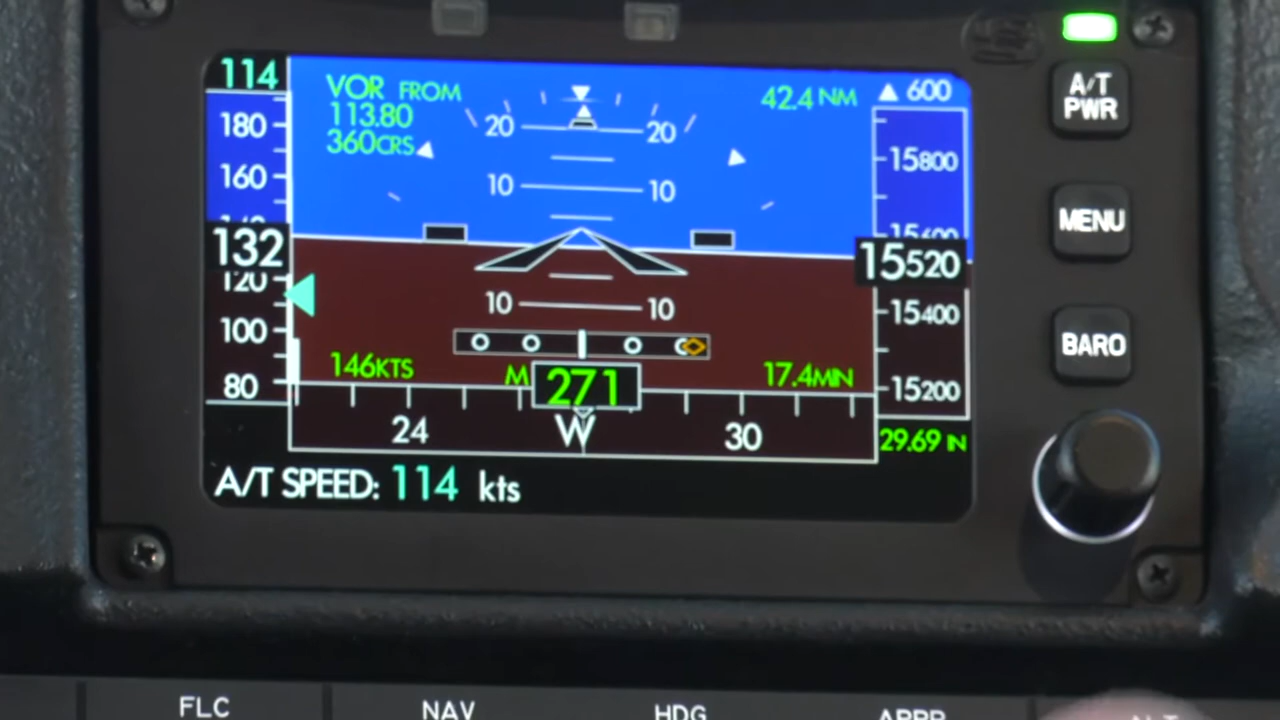 114
VOR FROM
113.80
360CRS
42.4 NM
600
A/T
PWR
180
160
132
120
100
80
20 20
10 10
10 10
15800
15600
15520
15400
15200
MENU
BARO
146KTS
M 271
17.4MIN
24 W 30
29.69 IN
A/T SPEED: 114 kts
FLC
NAV
HDG